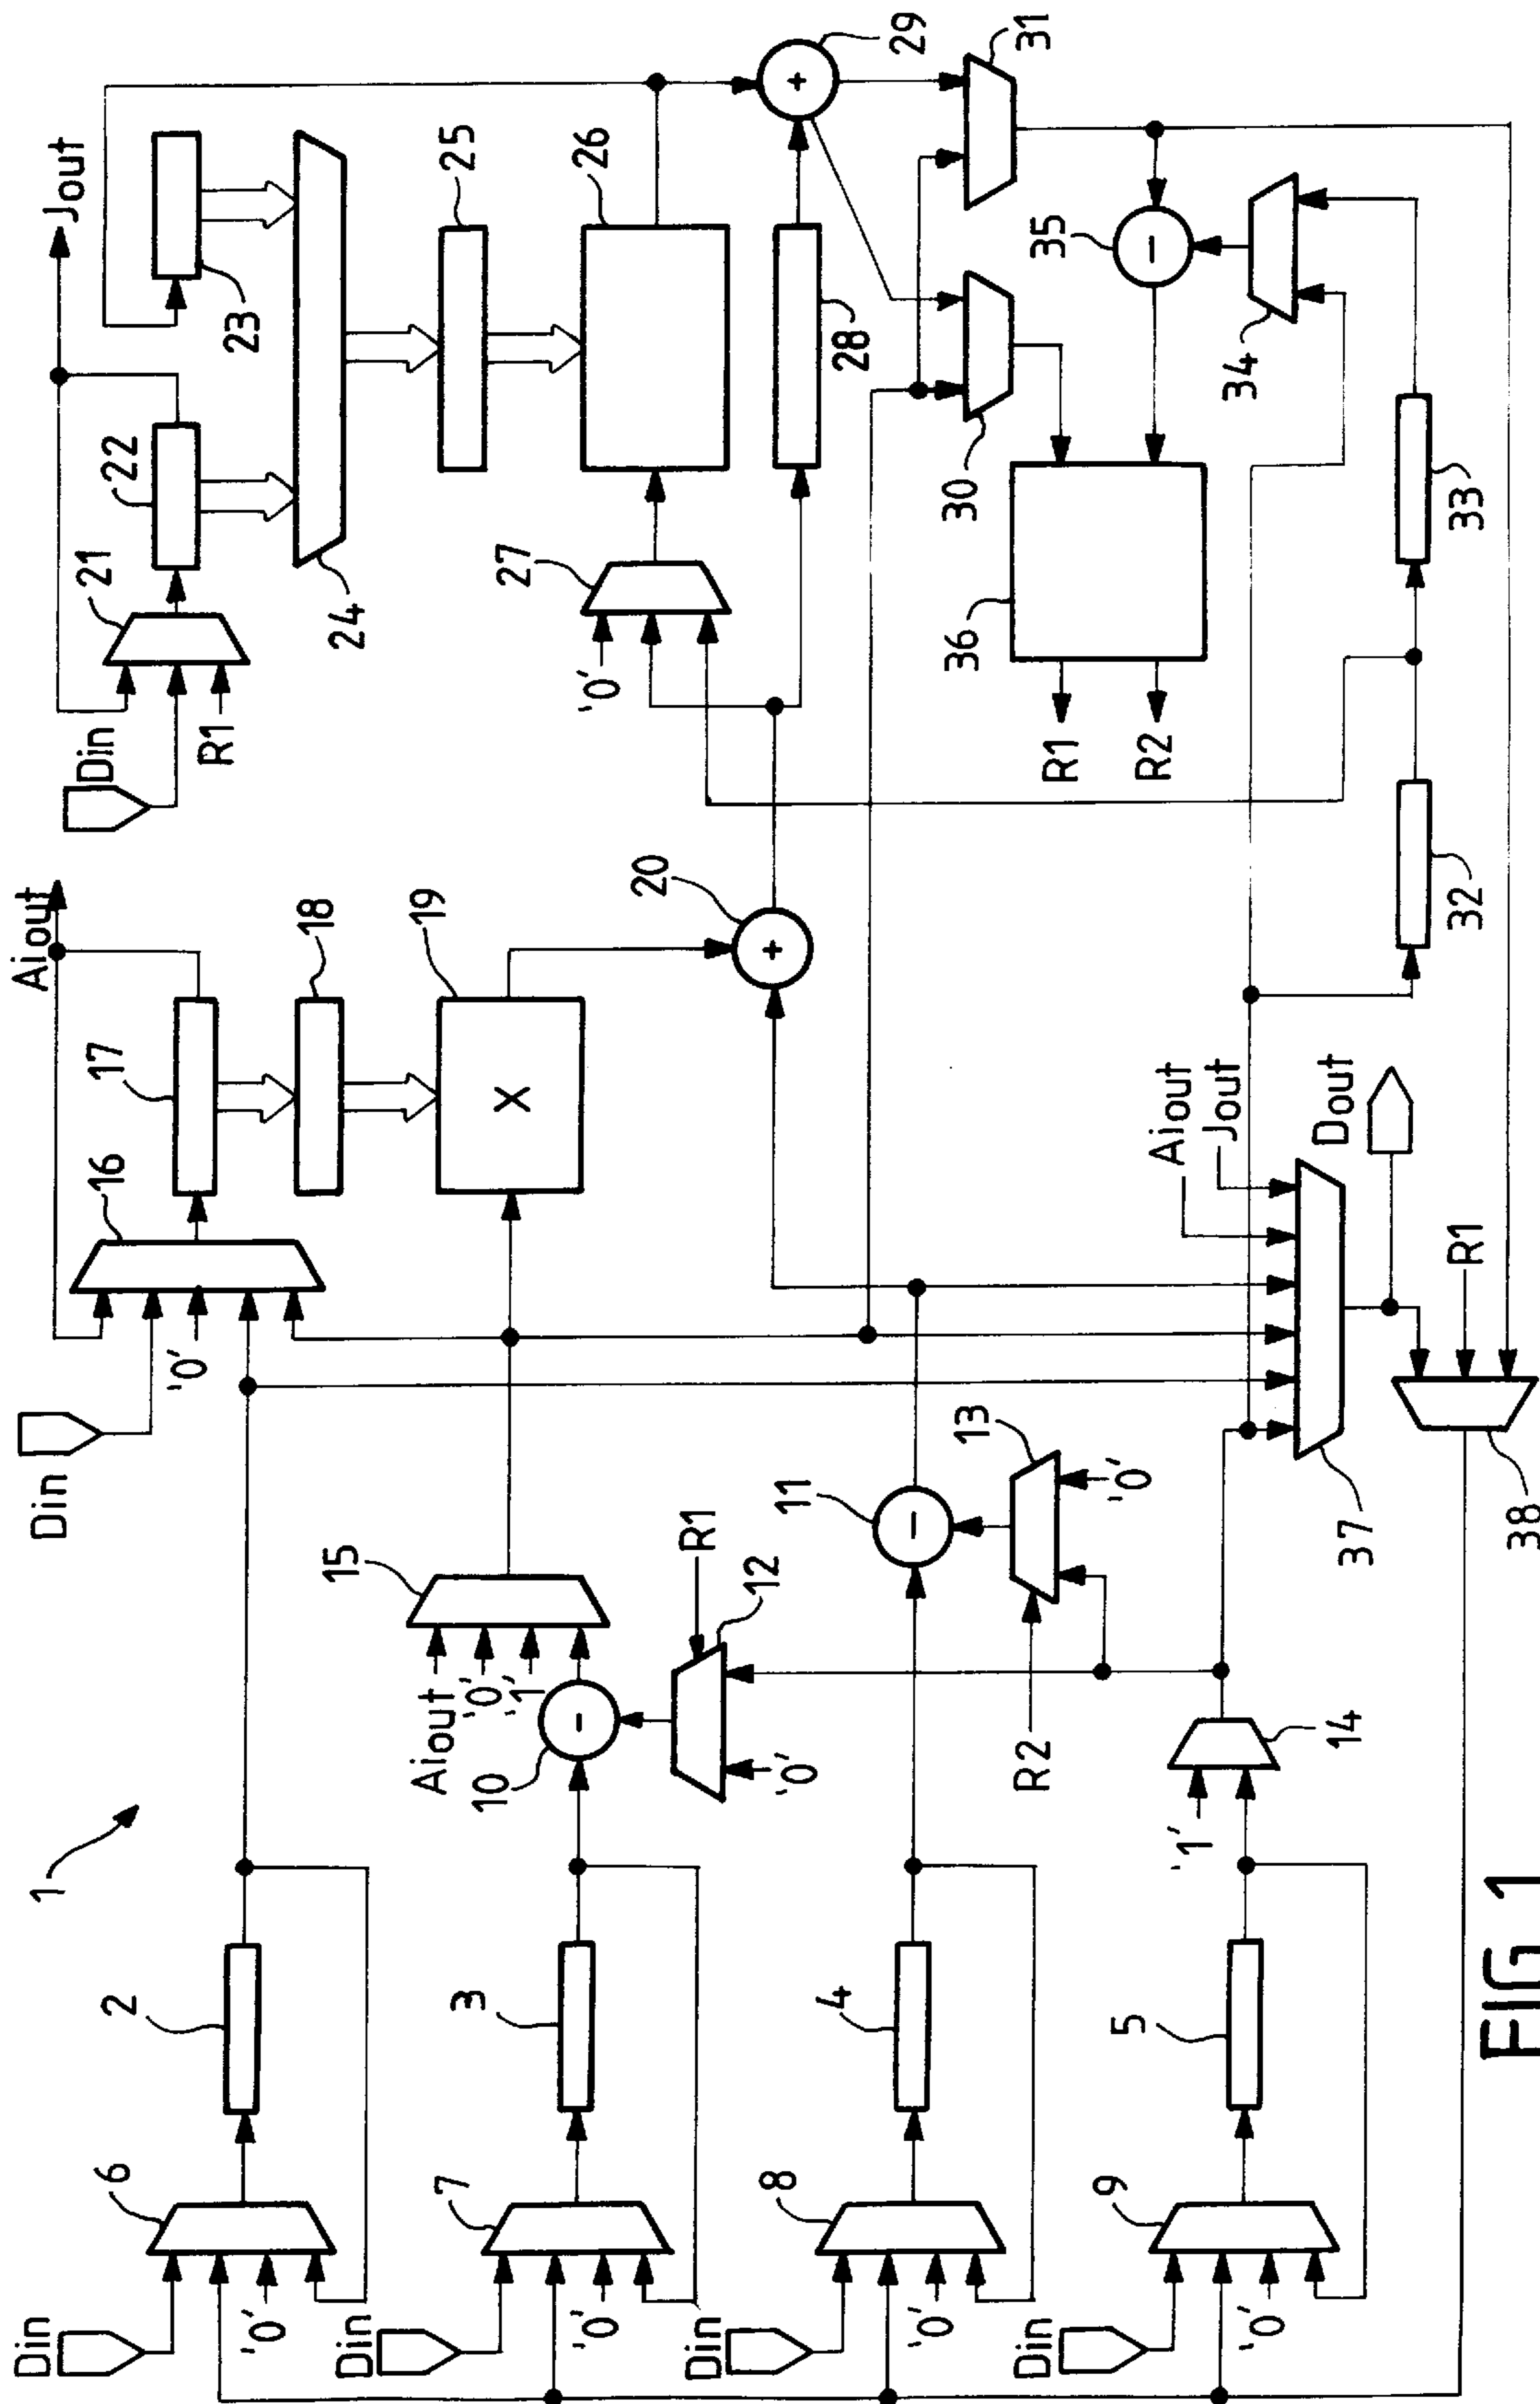 1
Din
'0'
6
2
Din
'0'
7
3
Din
'0'
8
4
Din
'0'
9
5
Aiout
'0'
'1'
10
-
15
R1
12
'0'
11
-
13
'0'
R2
'1'
14
Din
'0'
16
17
Aiout
18
19
X
20
+
Din
R1
21
22
Jout
23
24
25
26
27
'0'
28
29
+
30
31
32
33
34
35
-
36
R1
R2
Aiout
Jout
Dout
37
R1
38
FIG 1